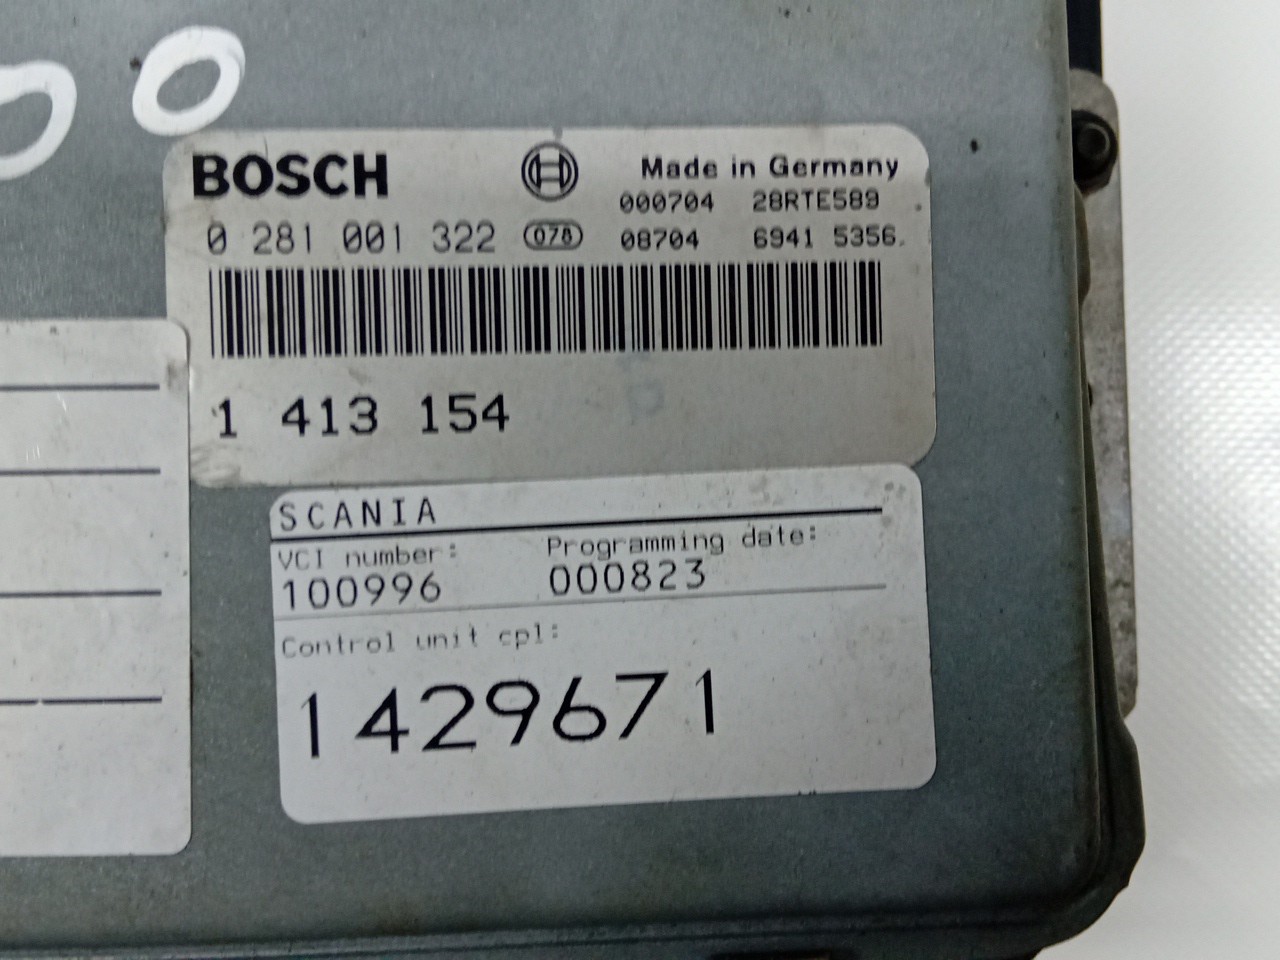 00
BOSCH Made in Germany
000704 28RTE589
0 281 001 322 078 08704 6941 5356
1 413 154
SCANIA
VCI number: Programming date:
100996 000823
Control unit cpl:
1429671